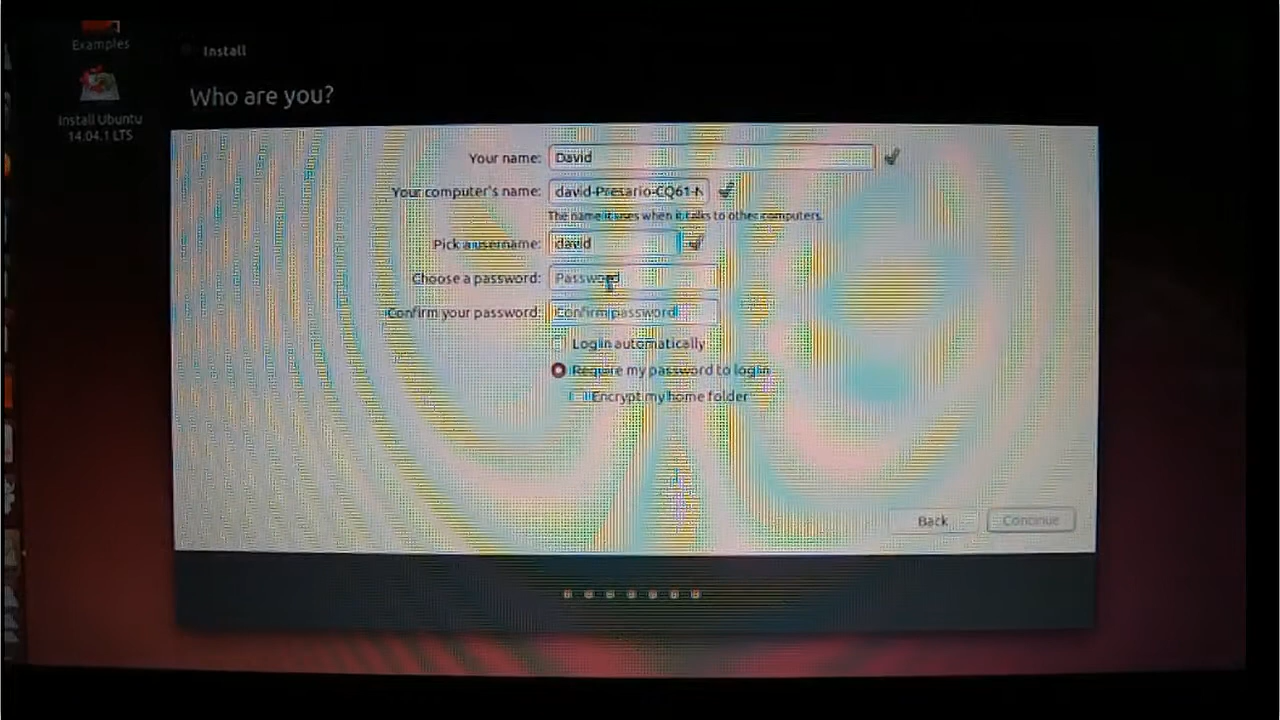 Examples
Install Ubuntu
14.04.1 LTS
Install
Who are you?
Your name: David
Your computer's name: david-Presario-CQ61-N
The name it uses when it talks to other computers.
Pick a username: david
Choose a password: Password
Confirm your password: Confirm password
Log in automatically
Require my password to log in
Encrypt my home folder
Back
Continue